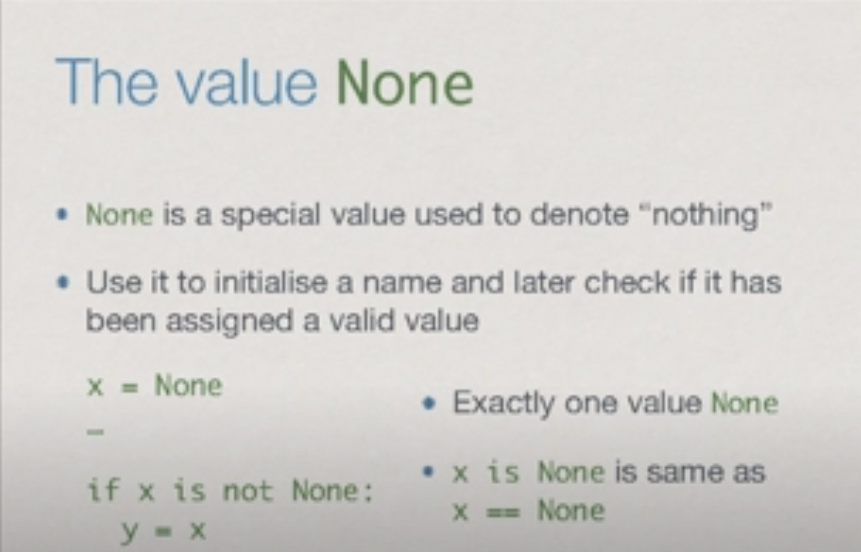 The value None
• None is a special value used to denote “nothing”
• Use it to initialise a name and later check if it has
been assigned a valid value
x = None
…
if x is not None:
y = x
• Exactly one value None
• x is None is same as
x == None